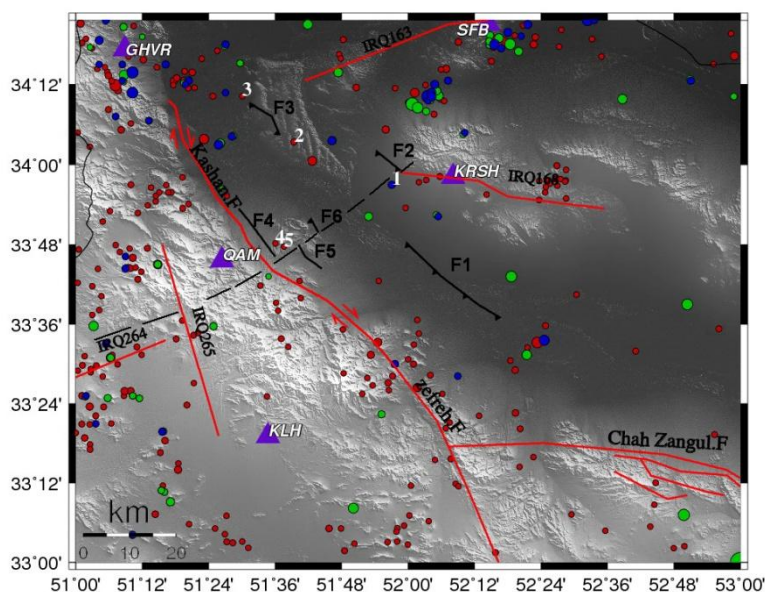 GHVR
SFB
IRQ163
34°12'
3
F3
2
Kashan.F
34°00'
F2
1
KRSH
IRQ168
F4
F6
45
F5
33°48'
QAM
F1
33°36'
IRQ264
IRQ265
33°24'
zefreh.F
KLH
Chah Zangul.F
33°12'
km
0 10 20
33°00'
51°00' 51°12' 51°24' 51°36' 51°48' 52°00' 52°12' 52°24' 52°36' 52°48' 53°00'